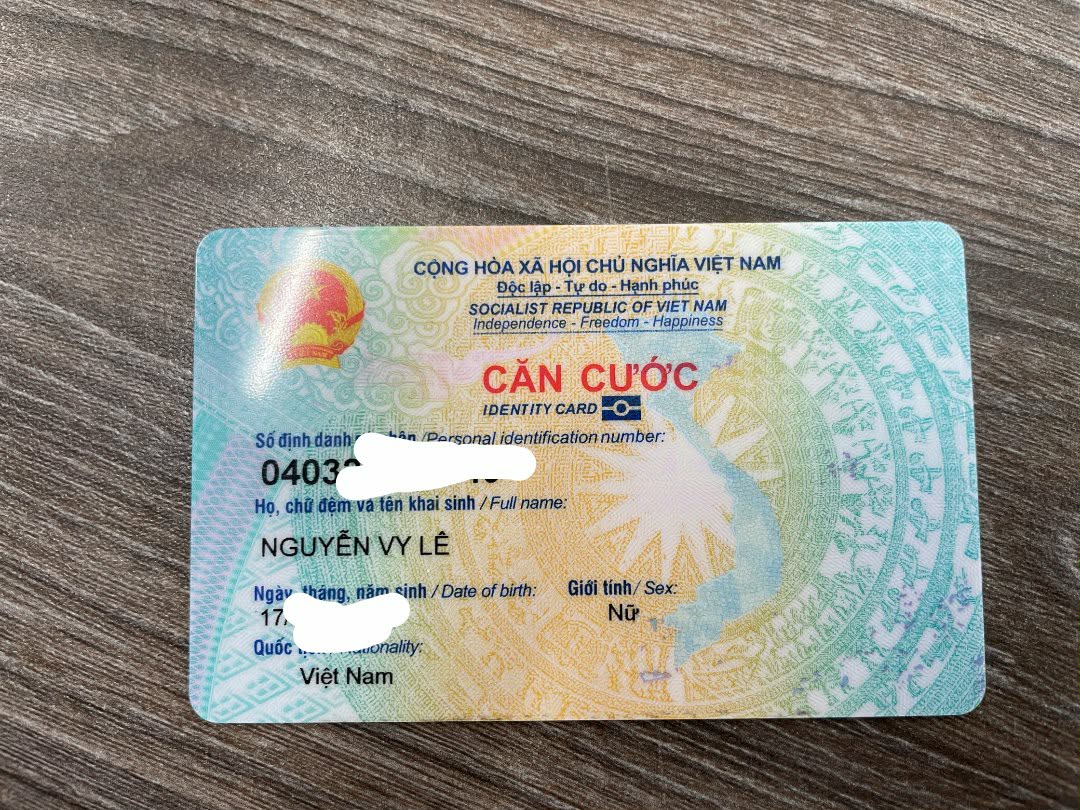 CỘNG HÒA XÃ HỘI CHỦ NGHĨA VIỆT NAM
Độc lập - Tự do - Hạnh phúc
SOCIALIST REPUBLIC OF VIET NAM
Independence - Freedom - Happiness
CĂN CƯỚC
IDENTITY CARD
Số định danh /Personal identification number:
0403
Họ, chữ đệm và tên khai sinh / Full name:
NGUYỄN VY LÊ
Ngày, tháng, năm sinh / Date of birth: Giới tính / Sex:
17/ Nữ
Quốc
Việt Nam